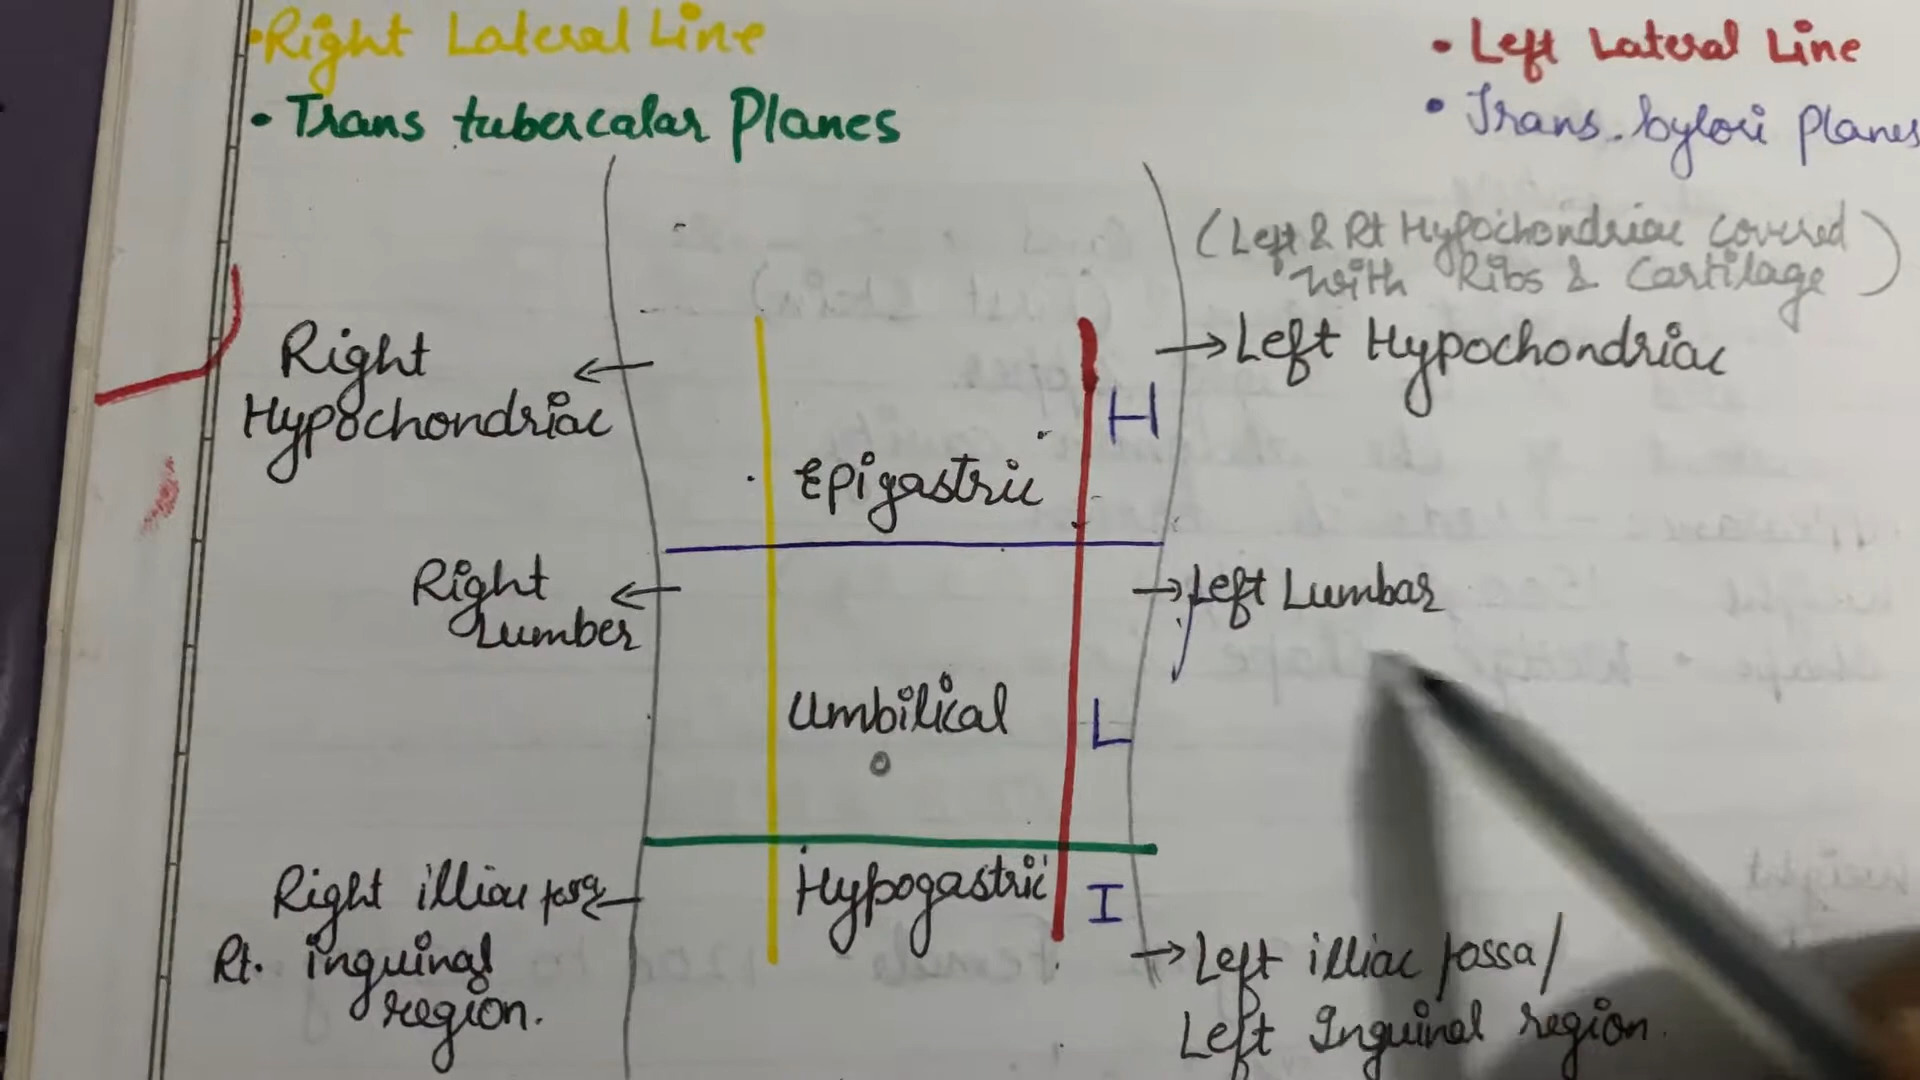 •Right Lateral Line
• Left Lateral Line
• Trans tubercalar Planes
• Trans.bylori Planes
(Left & Rt Hypochondriac covered
with Ribs & Cartilage)
Right
Hypochondriac
→Left Hypochondriac
H
Epigastric
Right
Lumber
→Left Lumbar
Umbilical
L
Right illiac fossa
Hypogastric
I
Rt. inguinal
region.
→Left illiac fossa/
Left Inguinal region.